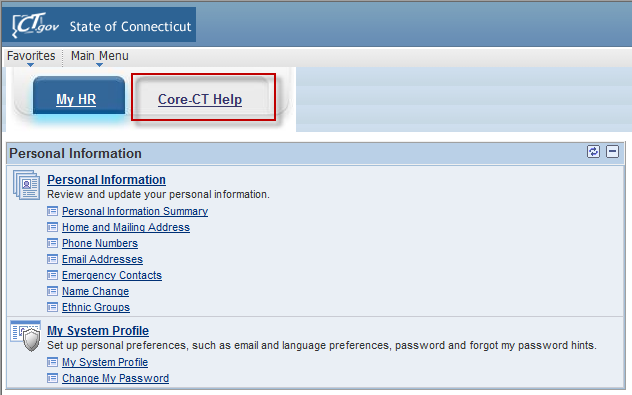 CT.gov State of Connecticut
Favorites Main Menu
My HR Core-CT Help
Personal Information
Personal Information
Review and update your personal information.
Personal Information Summary
Home and Mailing Address
Phone Numbers
Email Addresses
Emergency Contacts
Name Change
Ethnic Groups
My System Profile
Set up personal preferences, such as email and language preferences, password and forgot my password hints.
My System Profile
Change My Password